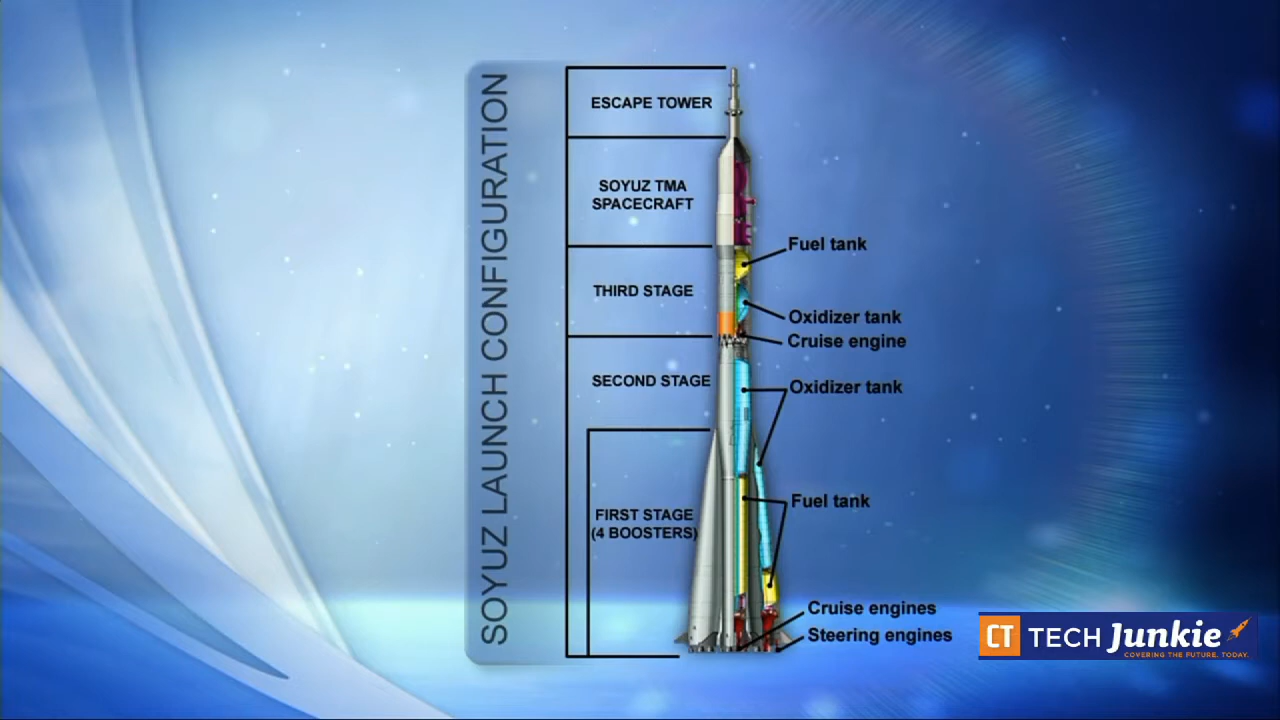 SOYUZ LAUNCH CONFIGURATION
ESCAPE TOWER
SOYUZ TMA
SPACECRAFT
Fuel tank
THIRD STAGE
Oxidizer tank
Cruise engine
SECOND STAGE
Oxidizer tank
Fuel tank
FIRST STAGE
(4 BOOSTERS)
Cruise engines
Steering engines
CT TECH Junkie
COVERING THE FUTURE. TODAY.